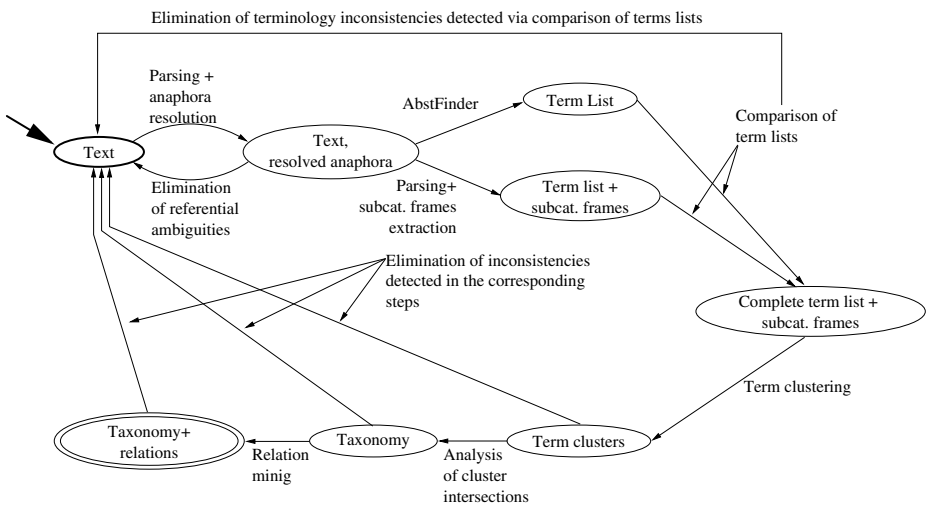 Elimination of terminology inconsistencies detected via comparison of terms lists
Parsing +
anaphora
resolution
AbstFinder
Term List
Comparison of
term lists
Text
Text,
resolved anaphora
Elimination
of referential
ambiguities
Parsing+
subcat. frames
extraction
Term list +
subcat. frames
Elimination of inconsistencies
detected in the corresponding
steps
Complete term list +
subcat. frames
Term clustering
Taxonomy+
relations
Relation
minig
Taxonomy
Analysis
of cluster
intersections
Term clusters